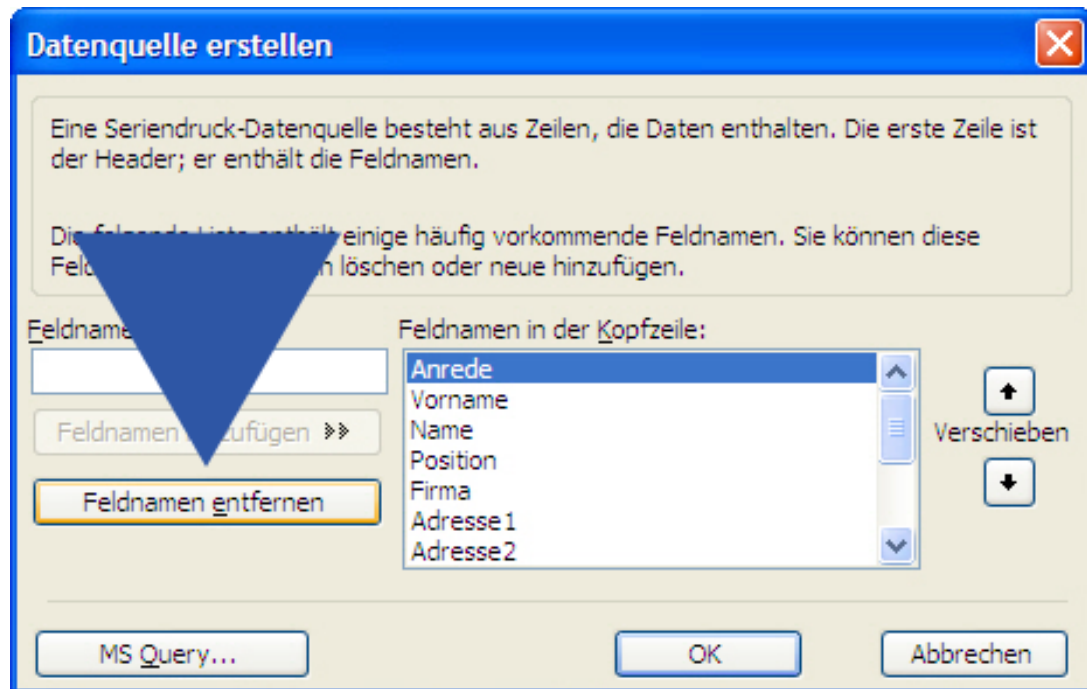 Datenquelle erstellen
Eine Seriendruck-Datenquelle besteht aus Zeilen, die Daten enthalten. Die erste Zeile ist
der Header; er enthält die Feldnamen.
einige häufig vorkommende Feldnamen. Sie können diese
löschen oder neue hinzufügen.
Feldnamen in der Kopfzeile:
Anrede
Vorname
Name
Position
Firma
Adresse1
Adresse2
Verschieben
Feldnamen
Feldnamen entfernen
MS Query...
OK
Abbrechen